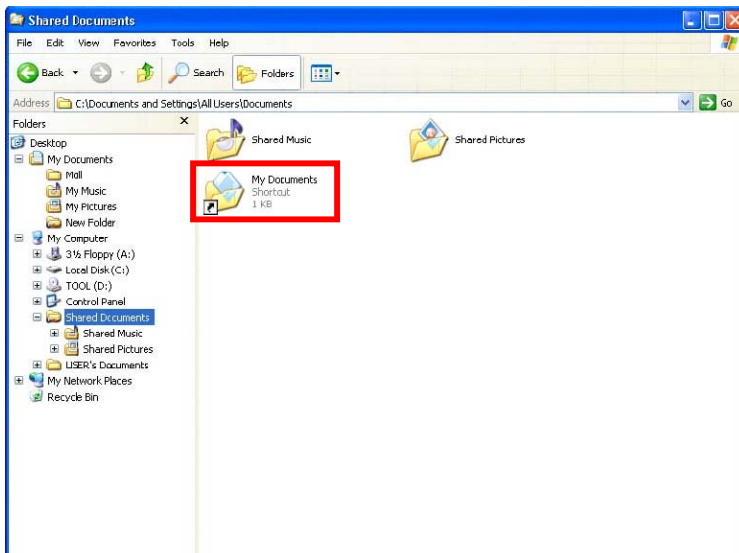 Shared Documents
File Edit View Favorites Tools Help
Back Search Folders
Address C:\Documents and Settings\All Users\Documents Go
Folders X
Desktop
My Documents
Mall
My Music
My Pictures
New Folder
My Computer
3½ Floppy (A:)
Local Disk (C:)
TOOL (D:)
Control Panel
Shared Documents
Shared Music
Shared Pictures
USER's Documents
My Network Places
Recycle Bin
Shared Music
Shared Pictures
My Documents
Shortcut
1 KB